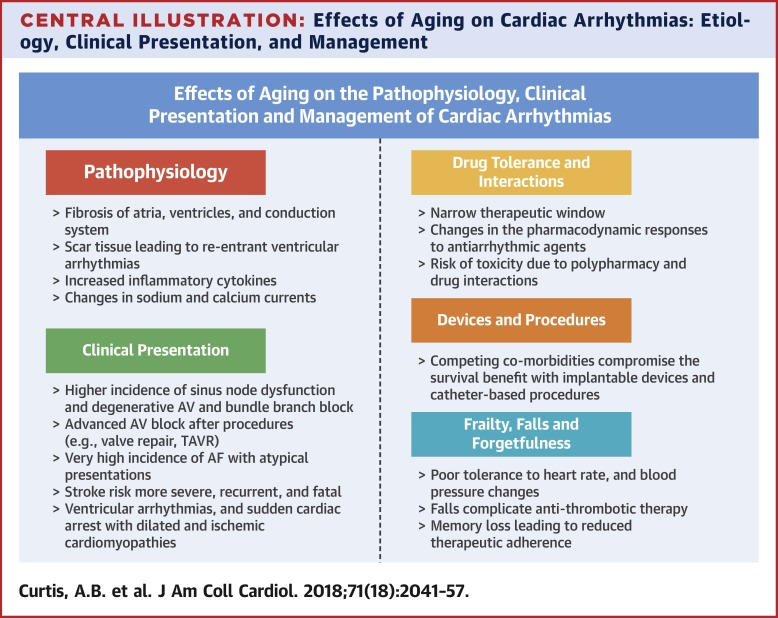 CENTRAL ILLUSTRATION: Effects of Aging on Cardiac Arrhythmias: Etiol-
ogy, Clinical Presentation, and Management
Effects of Aging on the Pathophysiology, Clinical
Presentation and Management of Cardiac Arrhythmias
Pathophysiology
> Fibrosis of atria, ventricles, and conduction
system
> Scar tissue leading to re-entrant ventricular
arrhythmias
> Increased inflammatory cytokines
> Changes in sodium and calcium currents
Clinical Presentation
> Higher incidence of sinus node dysfunction
and degenerative AV and bundle branch block
> Advanced AV block after procedures
(e.g., valve repair, TAVR)
> Very high incidence of AF with atypical
presentations
> Stroke risk more severe, recurrent, and fatal
> Ventricular arrhythmias, and sudden cardiac
arrest with dilated and ischemic
cardiomyopathies
Drug Tolerance and
Interactions
> Narrow therapeutic window
> Changes in the pharmacodynamic responses
to antiarrhythmic agents
> Risk of toxicity due to polypharmacy and
drug interactions
Devices and Procedures
> Competing co-morbidities compromise the
survival benefit with implantable devices and
catheter-based procedures
Frailty, Falls and
Forgetfulness
> Poor tolerance to heart rate, and blood
pressure changes
> Falls complicate anti-thrombotic therapy
> Memory loss leading to reduced
therapeutic adherence
Curtis, A.B. et al. J Am Coll Cardiol. 2018;71(18):2041–57.